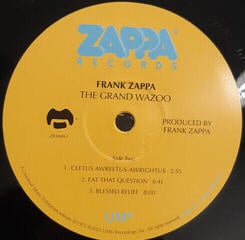 ZAPPA
RECORDS
FRANK ZAPPA
THE GRAND WAZOO
PRODUCED BY
FRANK ZAPPA
Side Two
1. CLETUS AWREETUS-AWRIGHTUS 2:55
2. EAT THAT QUESTION 6:41
3. BLESSED RELIEF 8:00
UMe